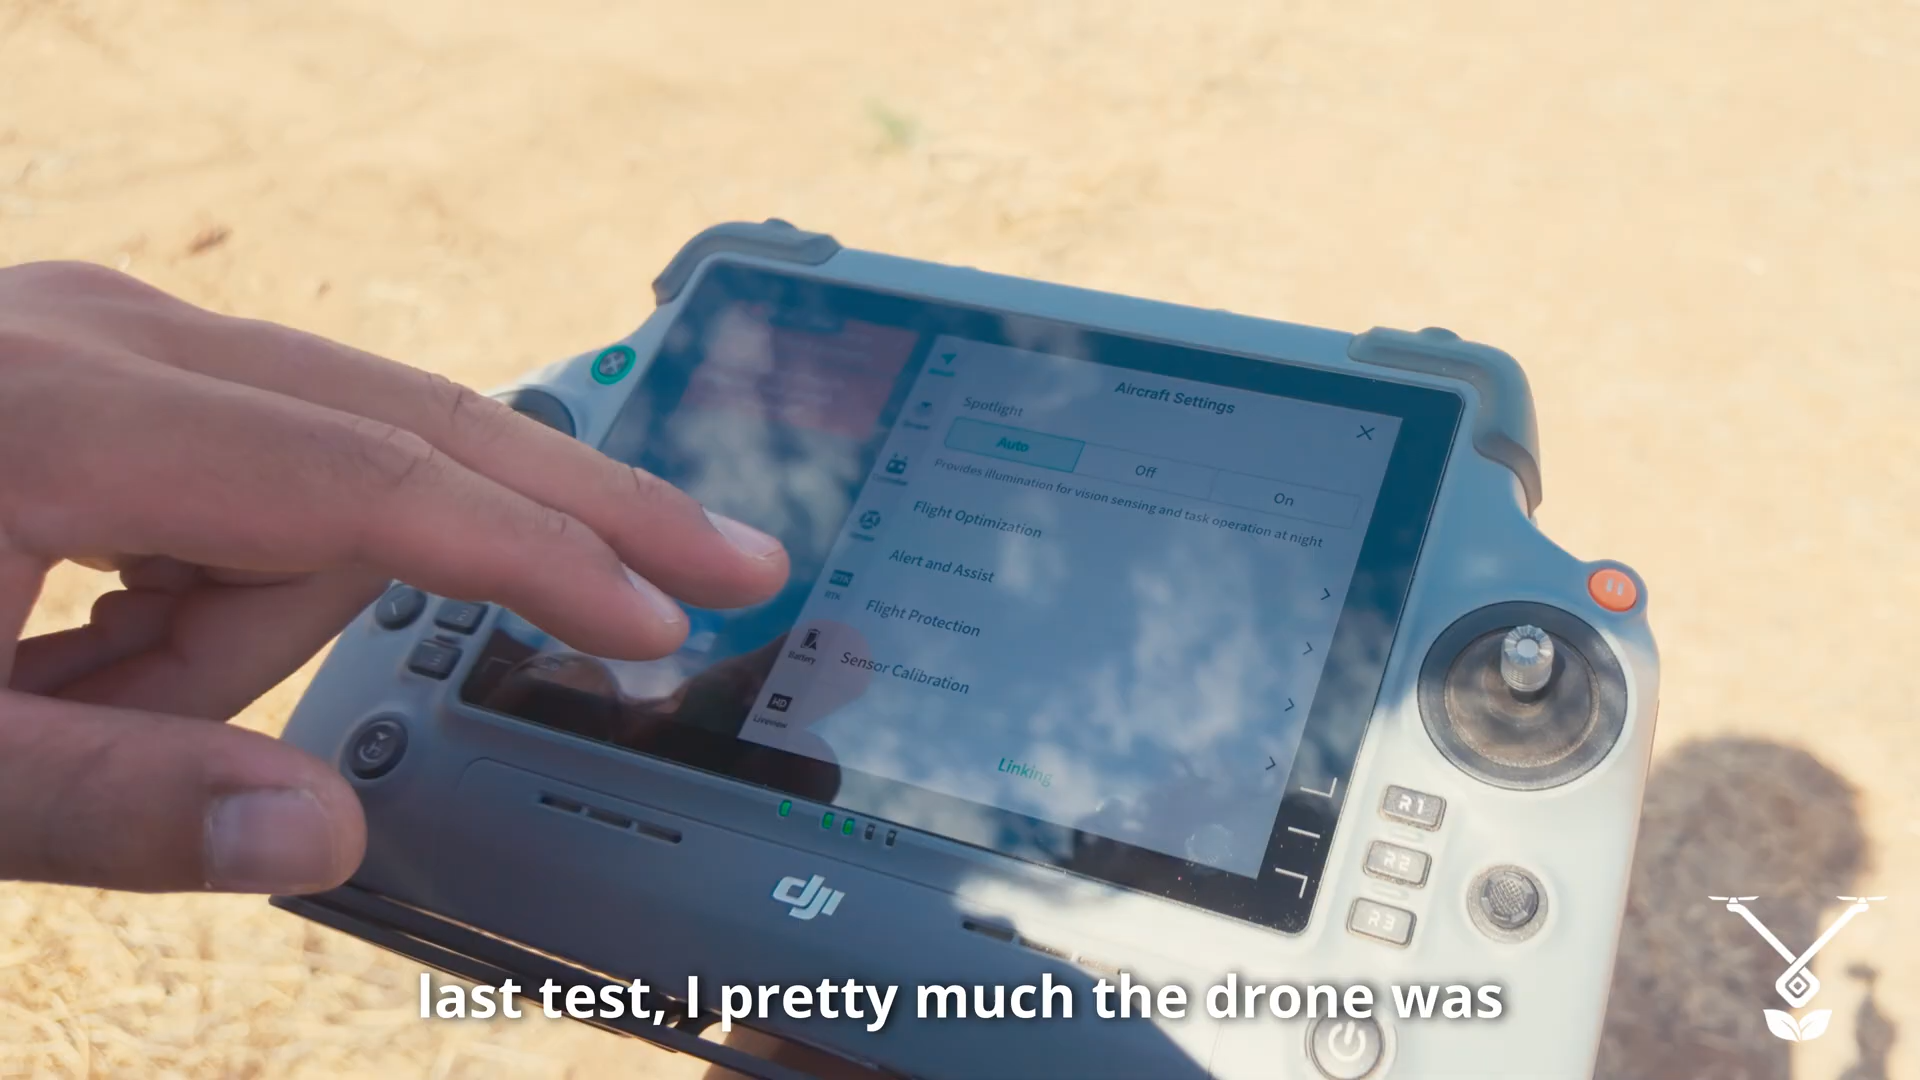 Aircraft Settings
Spotlight
Auto
Off
On
Provides illumination for vision sensing and task operation at night
Flight Optimization
Alert and Assist
Flight Protection
Sensor Calibration
Linking
RTK
Battery
HD
Liveview
R1
R2
R3
dji
last test, I pretty much the drone was